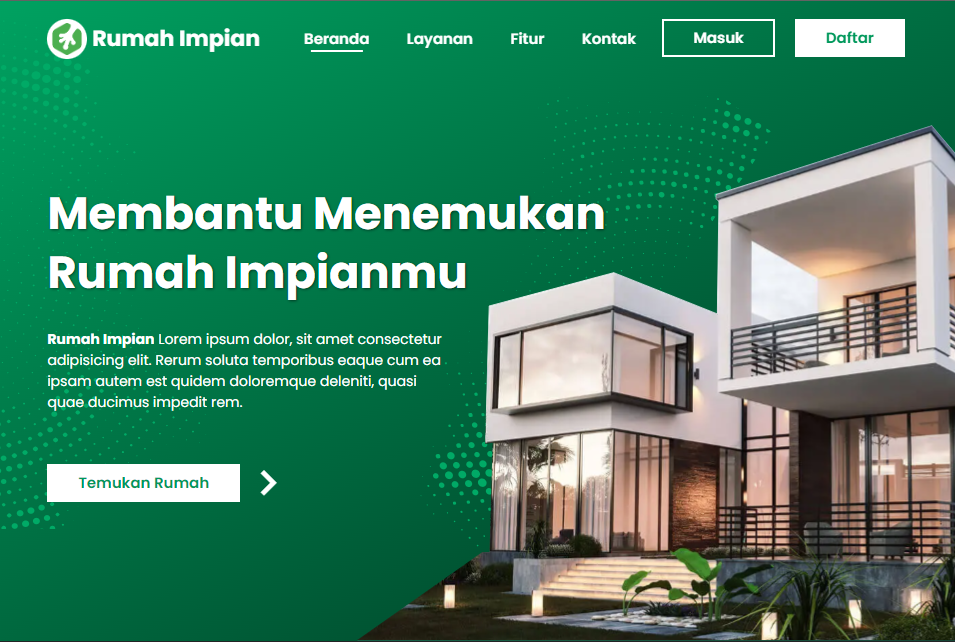 Rumah Impian
Beranda
Layanan
Fitur
Kontak
Masuk
Daftar
Membantu Menemukan
Rumah Impianmu
Rumah Impian Lorem ipsum dolor, sit amet consectetur
adipisicing elit. Rerum soluta temporibus eaque cum ea
ipsam autem est quidem doloremque deleniti, quasi
quae ducimus impedit rem.
Temukan Rumah